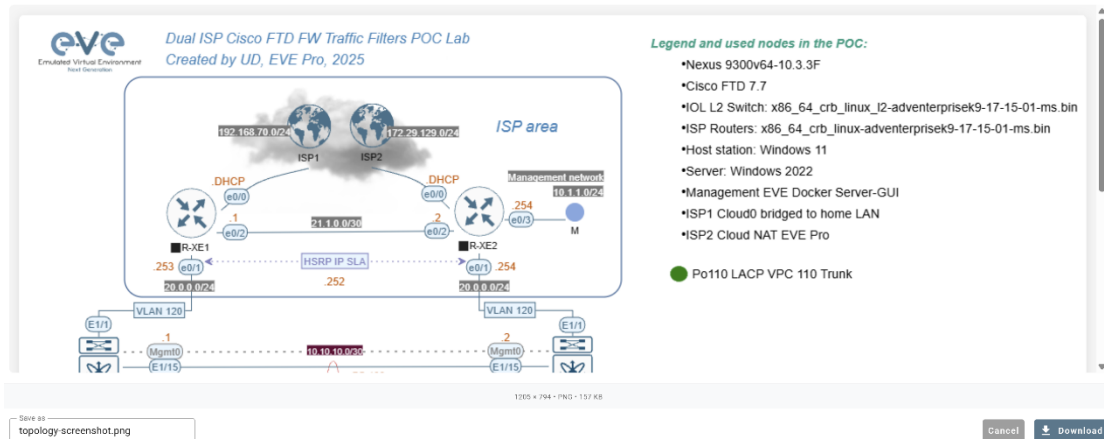 eve
Emulated Virtual Environment
Next Generation
Dual ISP Cisco FTD FW Traffic Filters POC Lab
Created by UD, EVE Pro, 2025
Legend and used nodes in the POC:
•Nexus 9300v64-10.3.3F
•Cisco FTD 7.7
•IOL L2 Switch: x86_64_crb_linux_l2-adventerprisek9-17-15-01-ms.bin
•ISP Routers: x86_64_crb_linux-adventerprisek9-17-15-01-ms.bin
•Host station: Windows 11
•Server: Windows 2022
•Management EVE Docker Server-GUI
•ISP1 Cloud0 bridged to home LAN
•ISP2 Cloud NAT EVE Pro
Po110 LACP VPC 110 Trunk
ISP area
192.168.70.0/24
172.29.129.0/24
ISP1
ISP2
.DHCP
.DHCP
Management network
10.1.1.0/24
e0/0
e0/0
.254
.1
21.1.0.0/30
.2
e0/3
e0/2
e0/2
M
R-XE1
R-XE2
.253
e0/1
HSRP IP SLA
e0/1
.254
.252
20.0.0.0/24
20.0.0.0/24
VLAN 120
VLAN 120
E1/1
E1/1
.1
.2
Mgmt0
10.10.10.0/30
Mgmt0
E1/15
E1/15
1205 × 794 • PNG • 157 KB
Save as
topology-screenshot.png
Cancel
Download